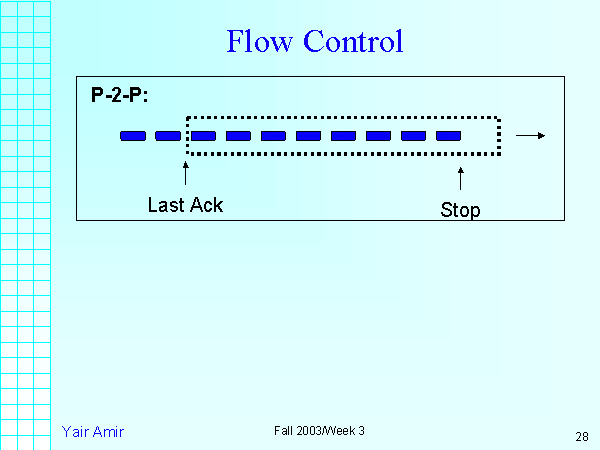 Flow Control
P-2-P:
Last Ack
Stop
Yair Amir
Fall 2003/Week 3
28